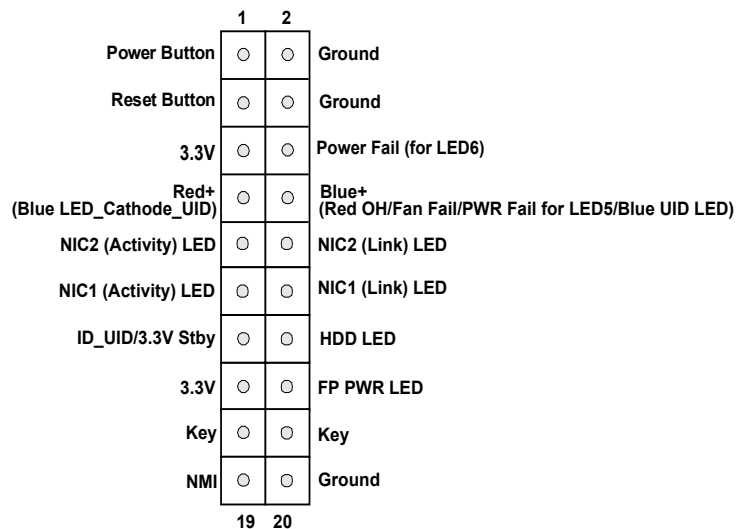 1 2
Power Button Ground
Reset Button Ground
3.3V Power Fail (for LED6)
Red+ Blue+
(Blue LED_Cathode_UID) (Red OH/Fan Fail/PWR Fail for LED5/Blue UID LED)
NIC2 (Activity) LED NIC2 (Link) LED
NIC1 (Activity) LED NIC1 (Link) LED
ID_UID/3.3V Stby HDD LED
3.3V FP PWR LED
Key Key
NMI Ground
19 20